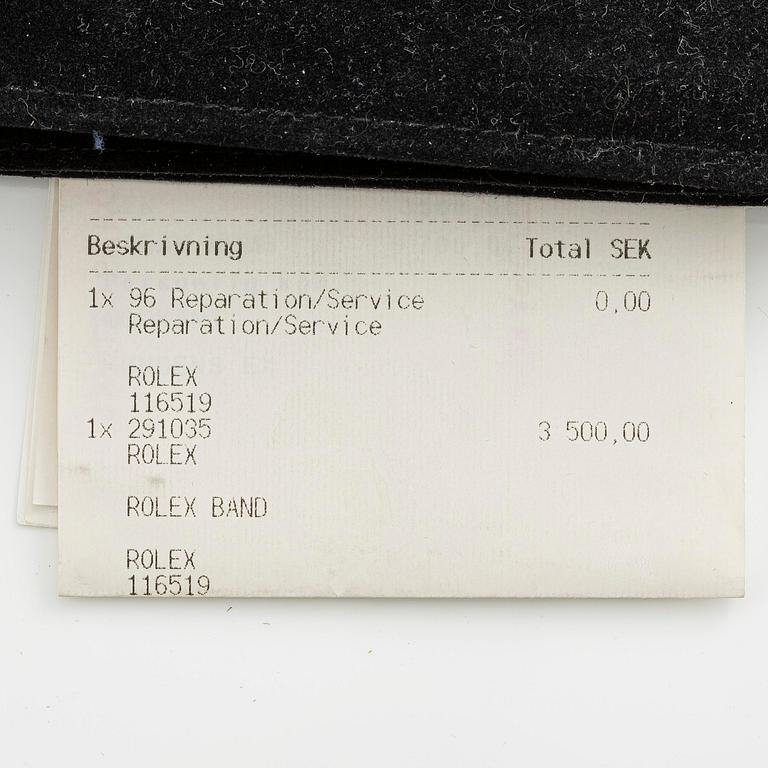 Beskrivning Total SEK
1x 96 Reparation/Service 0,00
Reparation/Service
ROLEX
116519
1x 291035 3 500,00
ROLEX
ROLEX BAND
ROLEX
116519